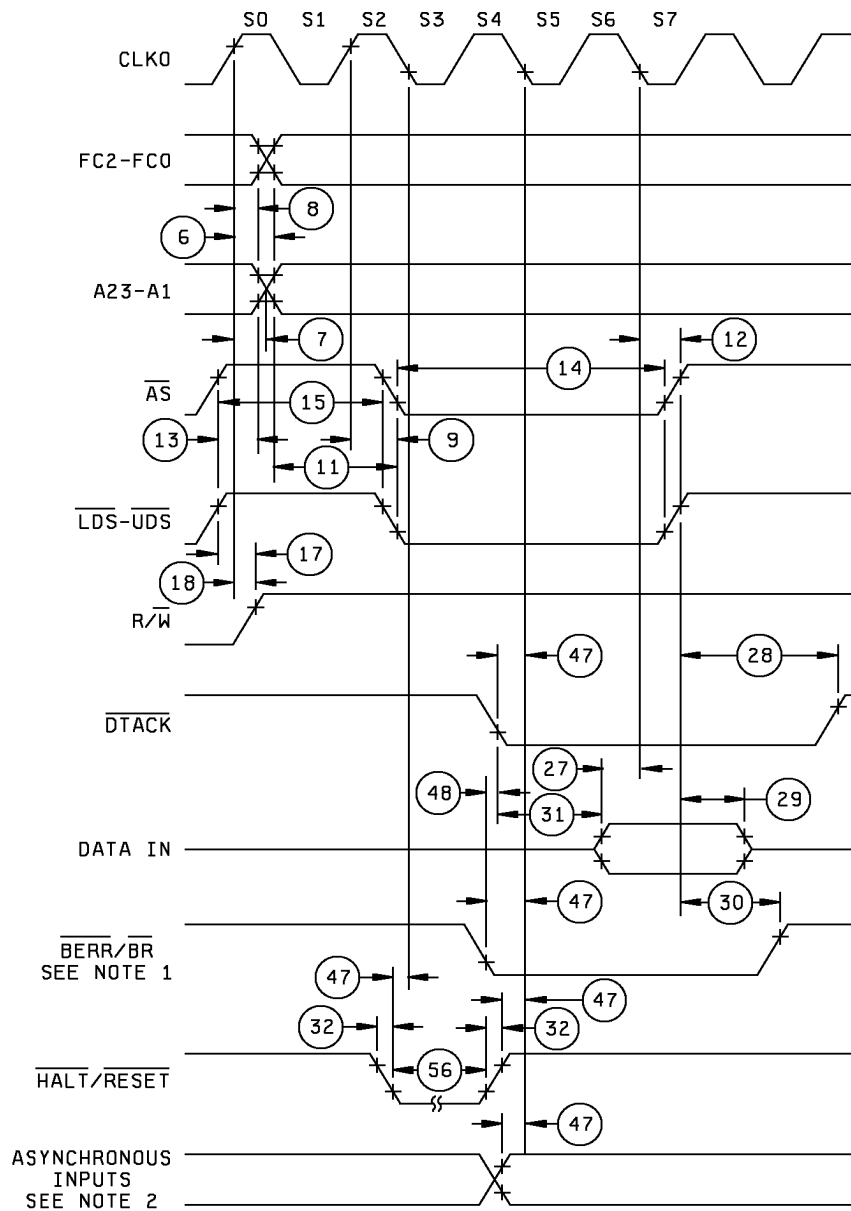 S0 S1 S2 S3 S4 S5 S6 S7
CLKO
FC2-FC0
8
6
A23-A1
7
12
14
AS
15
13
9
11
LDS-UDS
17
18
R/W
47
28
DTACK
27
48
29
31
DATA IN
47
30
BERR/BR
SEE NOTE 1
47
47
32
32
HALT/RESET
56
47
ASYNCHRONOUS
INPUTS
SEE NOTE 2